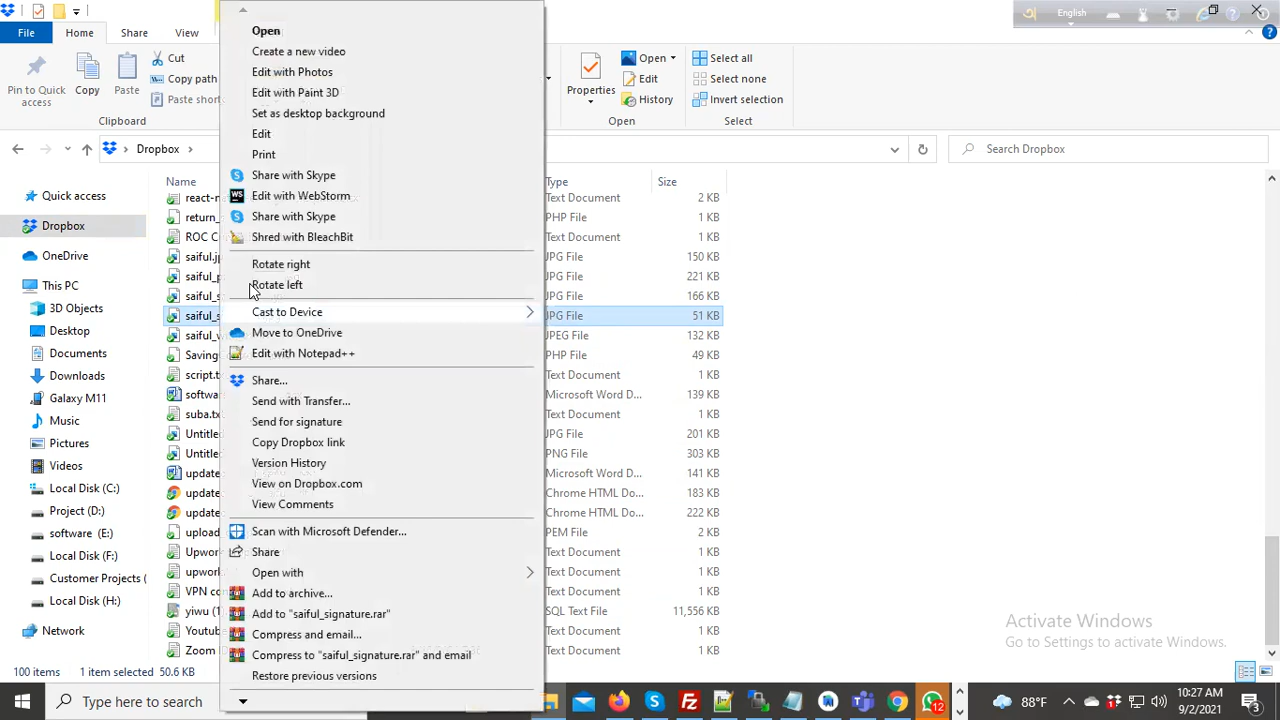 English
File
Home
Share
View
Pin to Quick
access
Copy
Paste
Cut
Copy path
Paste
Clipboard
Properties
Open
Edit
History
Open
Select all
Select none
Invert selection
Select
Dropbox
Search Dropbox
Quick access
Dropbox
OneDrive
This PC
3D Objects
Desktop
Documents
Downloads
Galaxy M11
Music
Pictures
Videos
Local Disk (C:)
Project (D:)
software (E:)
Local Disk (F:)
Customer Projects (
Local Disk (H:)
Network
Open
Create a new video
Edit with Photos
Edit with Paint 3D
Set as desktop background
Edit
Print
Share with Skype
Edit with WebStorm
Share with Skype
Shred with BleachBit
Rotate right
Rotate left
Cast to Device
Move to OneDrive
Edit with Notepad++
Share...
Send with Transfer...
Send for signature
Copy Dropbox link
Version History
View on Dropbox.com
View Comments
Scan with Microsoft Defender...
Share
Open with
Add to archive...
Add to "saiful_signature.rar"
Compress and email...
Compress to "saiful_signature.rar" and email
Restore previous versions
Name Type Size
react- Text Document 2 KB
return_ PHP File 1 KB
ROC C Text Document 1 KB
saiful.j JPG File 150 KB
saiful_p JPG File 221 KB
saiful_s JPG File 166 KB
saiful_s JPG File 51 KB
saiful_w JPEG File 132 KB
Saving PHP File 49 KB
script.t Text Document 1 KB
softwar Microsoft Word D... 139 KB
suba.tx Text Document 1 KB
Untitle JPG File 201 KB
Untitle PNG File 303 KB
update Microsoft Word D... 141 KB
update Chrome HTML Do... 183 KB
update Chrome HTML Do... 222 KB
upload PEM File 2 KB
Upwor Text Document 1 KB
upworl Text Document 1 KB
VPN co Text Document 1 KB
yiwu (1 SQL Text File 11,556 KB
Youtub Text Document 1 KB
Zoom I Text Document 1 KB
Activate Windows
Go to Settings to activate Windows.
100 items 1 item selected 50.6 KB
Type here to search
12
88°F
10:27 AM
9/2/2021
3